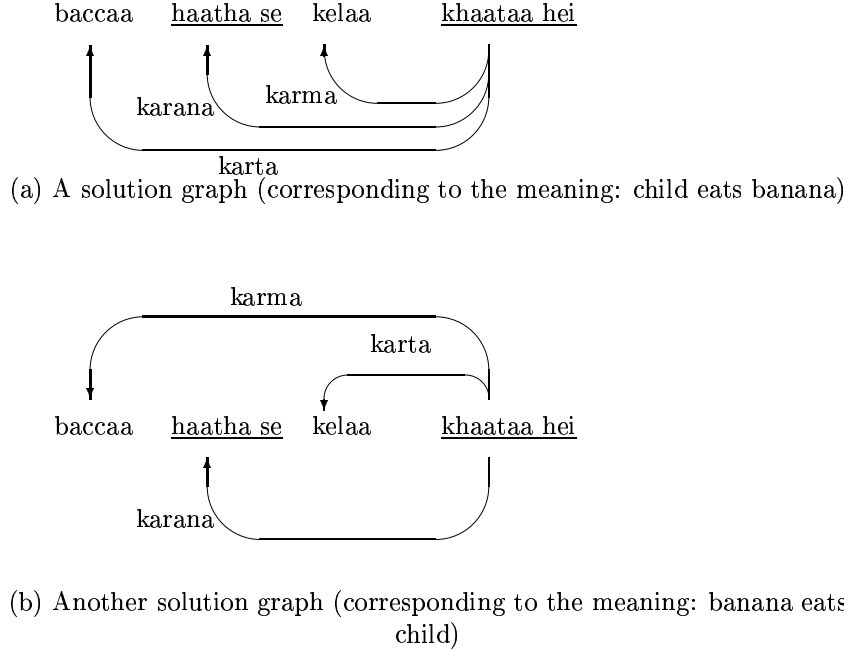 baccaa haatha se kelaa khaataa hei
karma
karana
karta
(a) A solution graph (corresponding to the meaning: child eats banana)
karma
karta
baccaa haatha se kelaa khaataa hei
karana
(b) Another solution graph (corresponding to the meaning: banana eats
child)